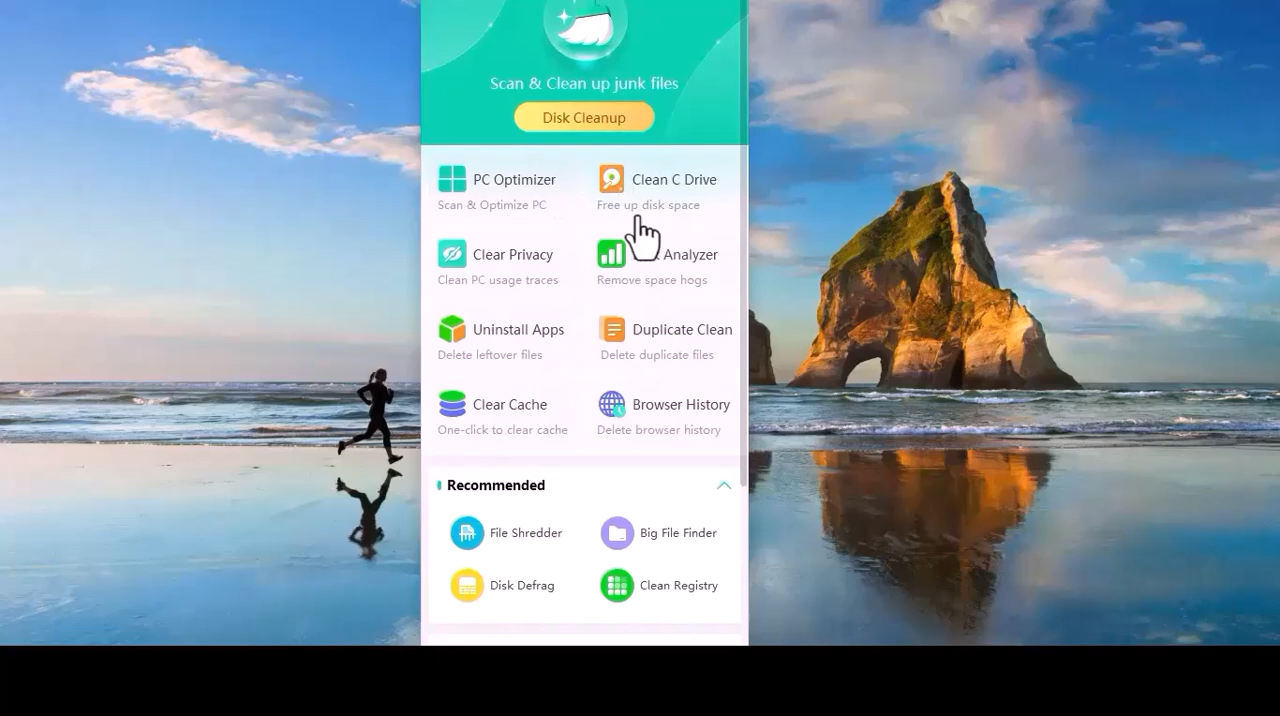 Scan & Clean up junk files
Disk Cleanup
PC Optimizer
Scan & Optimize PC
Clean C Drive
Free up disk space
Clear Privacy
Clean PC usage traces
Analyzer
Remove space hogs
Uninstall Apps
Delete leftover files
Duplicate Clean
Delete duplicate files
Clear Cache
One-click to clear cache
Browser History
Delete browser history
Recommended
File Shredder
Big File Finder
Disk Defrag
Clean Registry